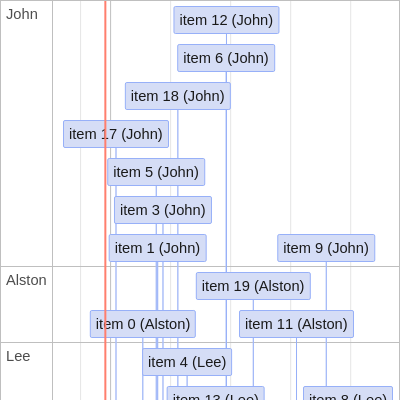 John
item 12 (John)
item 6 (John)
item 18 (John)
item 17 (John)
item 5 (John)
item 3 (John)
item 1 (John)
item 9 (John)
Alston
item 19 (Alston)
item 0 (Alston)
item 11 (Alston)
Lee
item 4 (Lee)
item 13 (Lee)
item 8 (Lee)